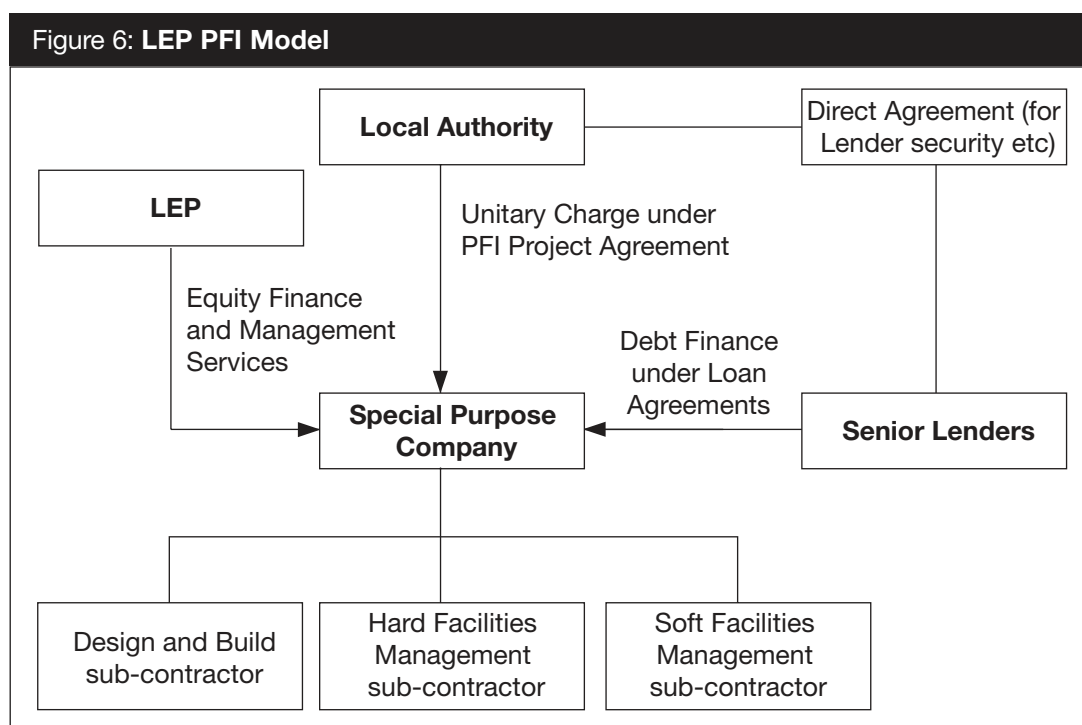 Figure 6: LEP PFI Model
Local Authority
Direct Agreement (for
Lender security etc)
LEP
Unitary Charge under
PFI Project Agreement
Equity Finance
and Management
Services
Debt Finance
under Loan
Agreements
Special Purpose
Company
Senior Lenders
Design and Build
sub-contractor
Hard Facilities
Management
sub-contractor
Soft Facilities
Management
sub-contractor